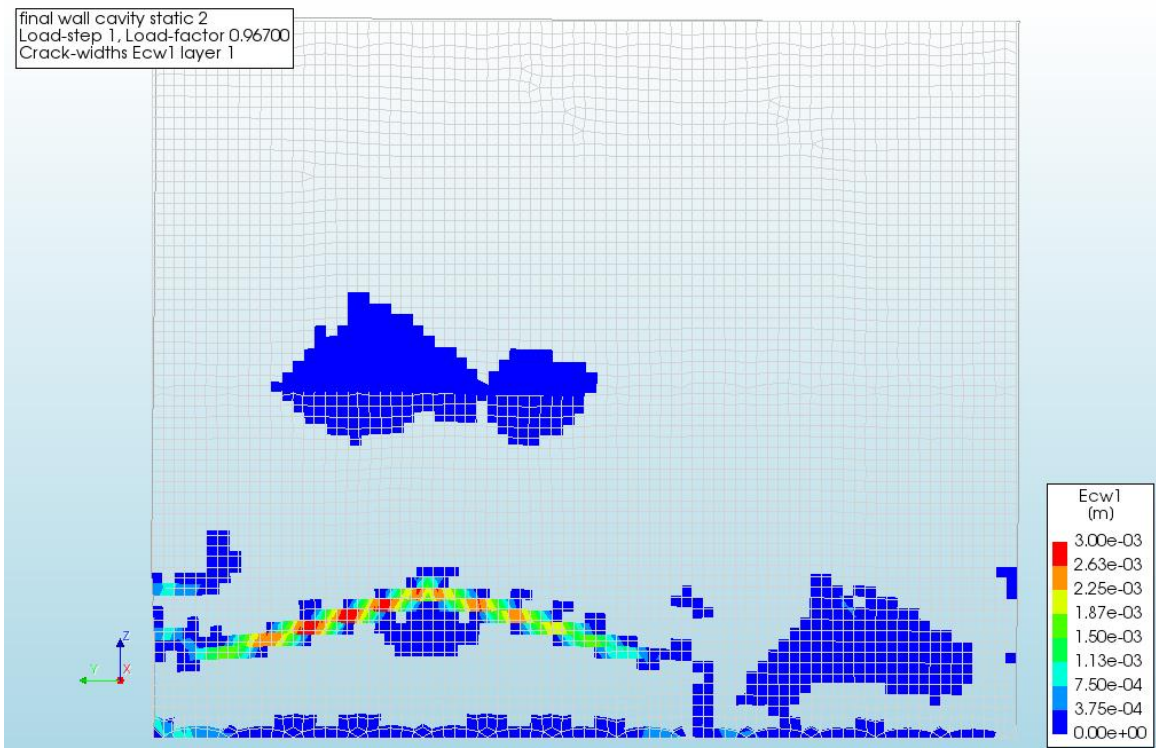 final wall cavity static 2
Load-step 1, Load-factor 0.96700
Crack-widths Ecw1 layer 1
Ecw1
(m)
3.00e-03
2.63e-03
2.25e-03
1.87e-03
1.50e-03
1.13e-03
7.50e-04
3.75e-04
0.00e+00
Z
Y
X